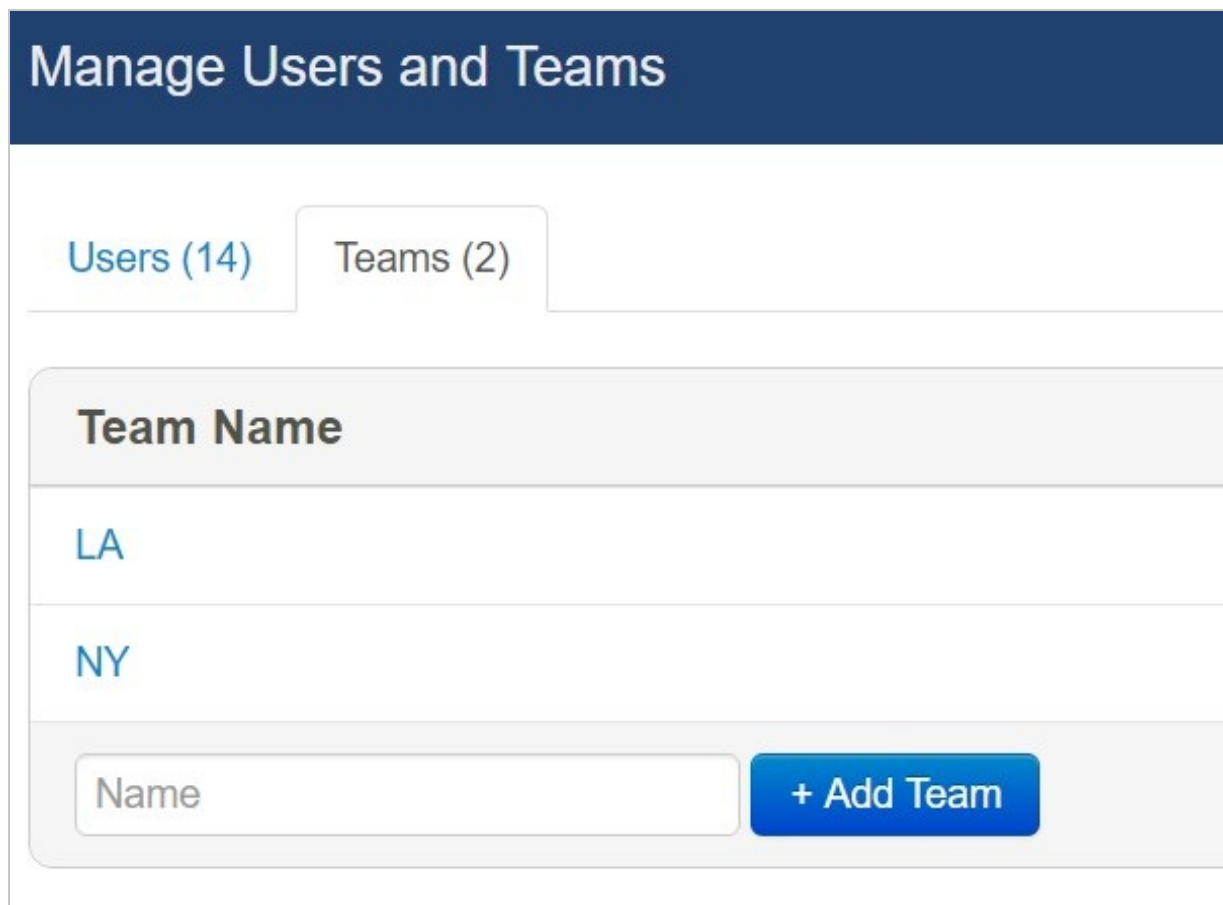 Manage Users and Teams
Users (14) Teams (2)
Team Name
LA
NY
Name + Add Team